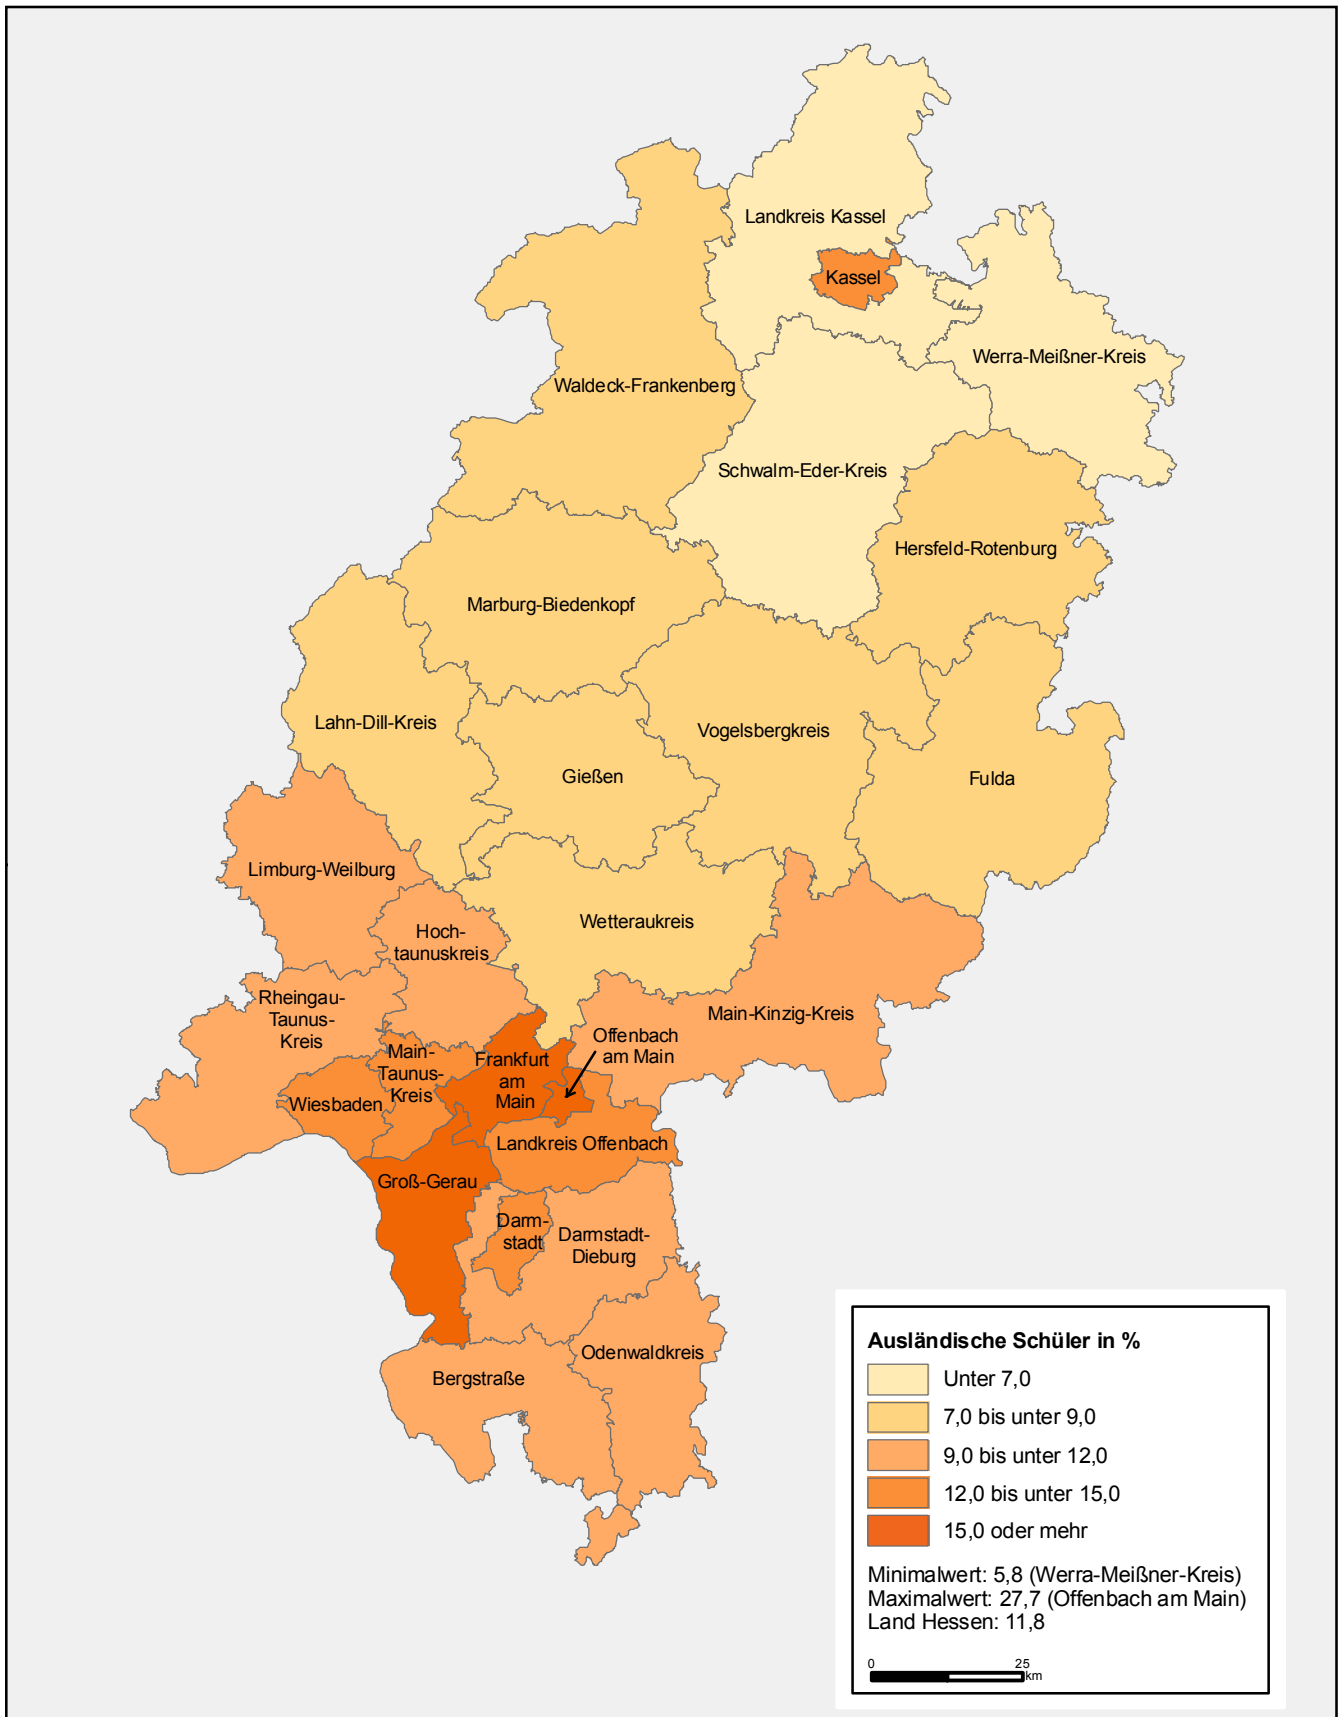 Landkreis Kassel
Kassel
Werra-Meißner-Kreis
Waldeck-Frankenberg
Schwalm-Eder-Kreis
Hersfeld-Rotenburg
Marburg-Biedenkopf
Lahn-Dill-Kreis
Vogelsbergkreis
Gießen
Fulda
Limburg-Weilburg
Wetteraukreis
Hoch-
taunuskreis
Rheingau-
Taunus-
Kreis
Main-Kinzig-Kreis
Offenbach
am Main
Main-
Taunus-
Kreis
Frankfurt
am
Main
Wiesbaden
Landkreis Offenbach
Groß-Gerau
Darm-
stadt
Darmstadt-
Dieburg
Odenwaldkreis
Bergstraße
Ausländische Schüler in %
Unter 7,0
7,0 bis unter 9,0
9,0 bis unter 12,0
12,0 bis unter 15,0
15,0 oder mehr
Minimalwert: 5,8 (Werra-Meißner-Kreis)
Maximalwert: 27,7 (Offenbach am Main)
Land Hessen: 11,8
0 25
km